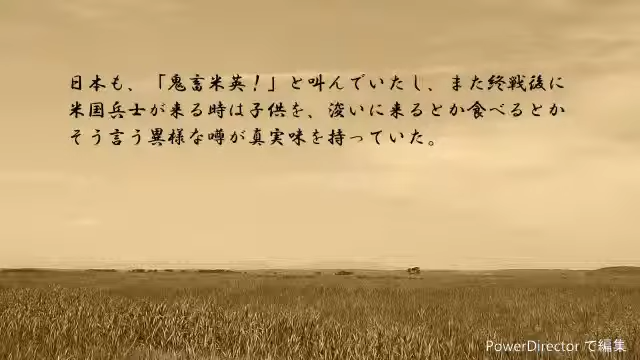 日本も、「鬼畜米英！」と叫んでいたし、また終戦後に
米国兵士が来る時は子供を、浚いに来るとか食べるとか
そう言う異様な噂が真実味を持っていた。
PowerDirector で編集